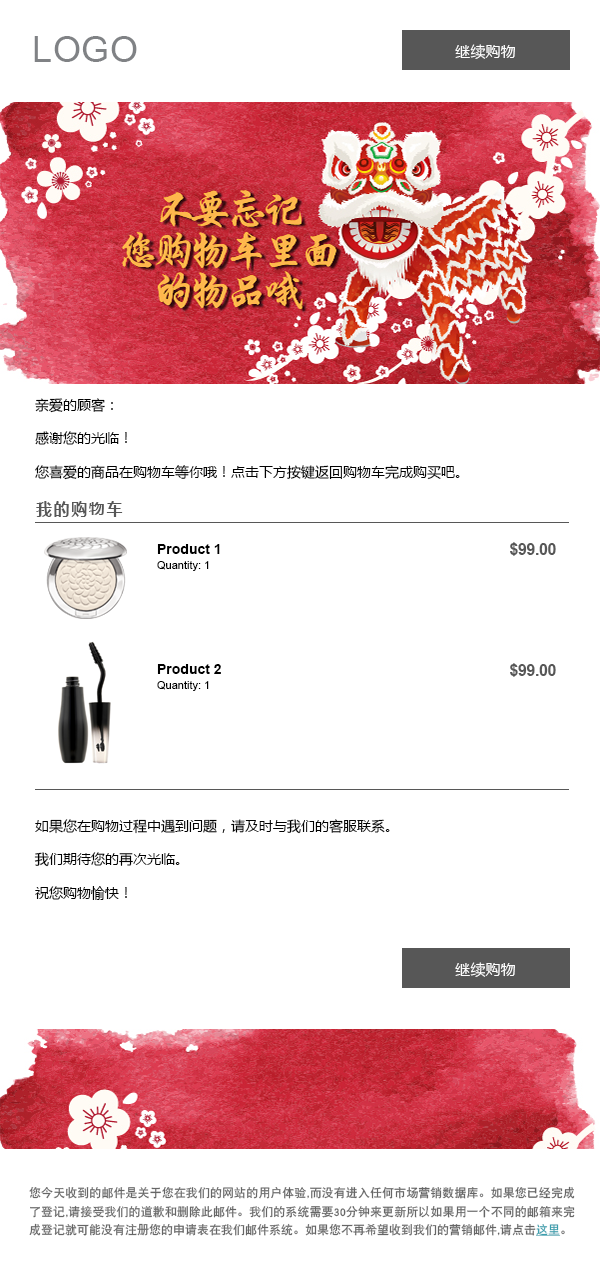 LOGO
继续购物
不要忘记
您购物车里面
的物品哦
亲爱的顾客：
感谢您的光临！
您喜爱的商品在购物车等你哦！点击下方按键返回购物车完成购买吧。
我的购物车
Product 1 $99.00
Quantity: 1
Product 2 $99.00
Quantity: 1
如果您在购物过程中遇到问题，请及时与我们的客服联系。
我们期待您的再次光临。
祝您购物愉快！
继续购物
您今天收到的邮件是关于您在我们的网站的用户体验,而没有进入任何市场营销数据库。如果您已经完成
了登记,请接受我们的道歉和删除此邮件。我们的系统需要30分钟来更新所以如果用一个不同的邮箱来完
成登记就可能没有注册您的申请表在我们邮件系统。如果您不再希望收到我们的营销邮件,请点击这里。